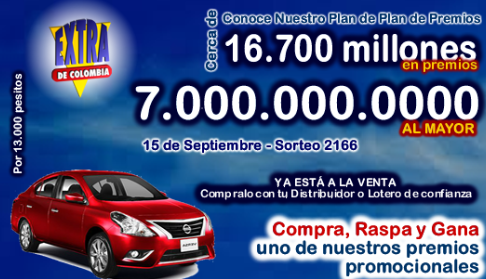 Conoce Nuestro Plan de Plan de Premios
Cerca de
16.700 millones
en premios
EXTRA
DE COLOMBIA
7.000.000.0000
AL MAYOR
Por 13.000 pesitos
15 de Septiembre - Sorteo 2166
YA ESTÁ A LA VENTA
Compralo con tu Distribuidor o Lotero de confianza
Compra, Raspa y Gana
uno de nuestros premios
promocionales